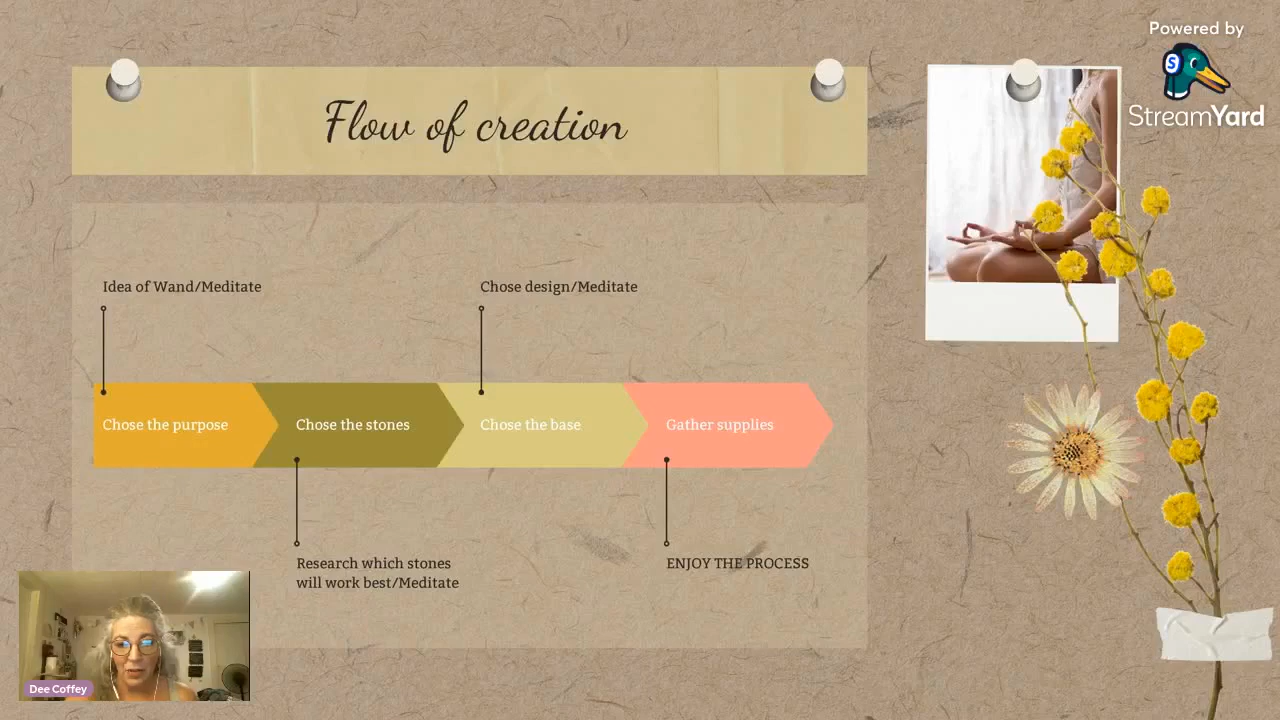 Powered by
StreamYard
Flow of creation
Idea of Wand/Meditate
Chose design/Meditate
Chose the purpose
Chose the stones
Chose the base
Gather supplies
Research which stones
will work best/Meditate
ENJOY THE PROCESS
Dee Coffey